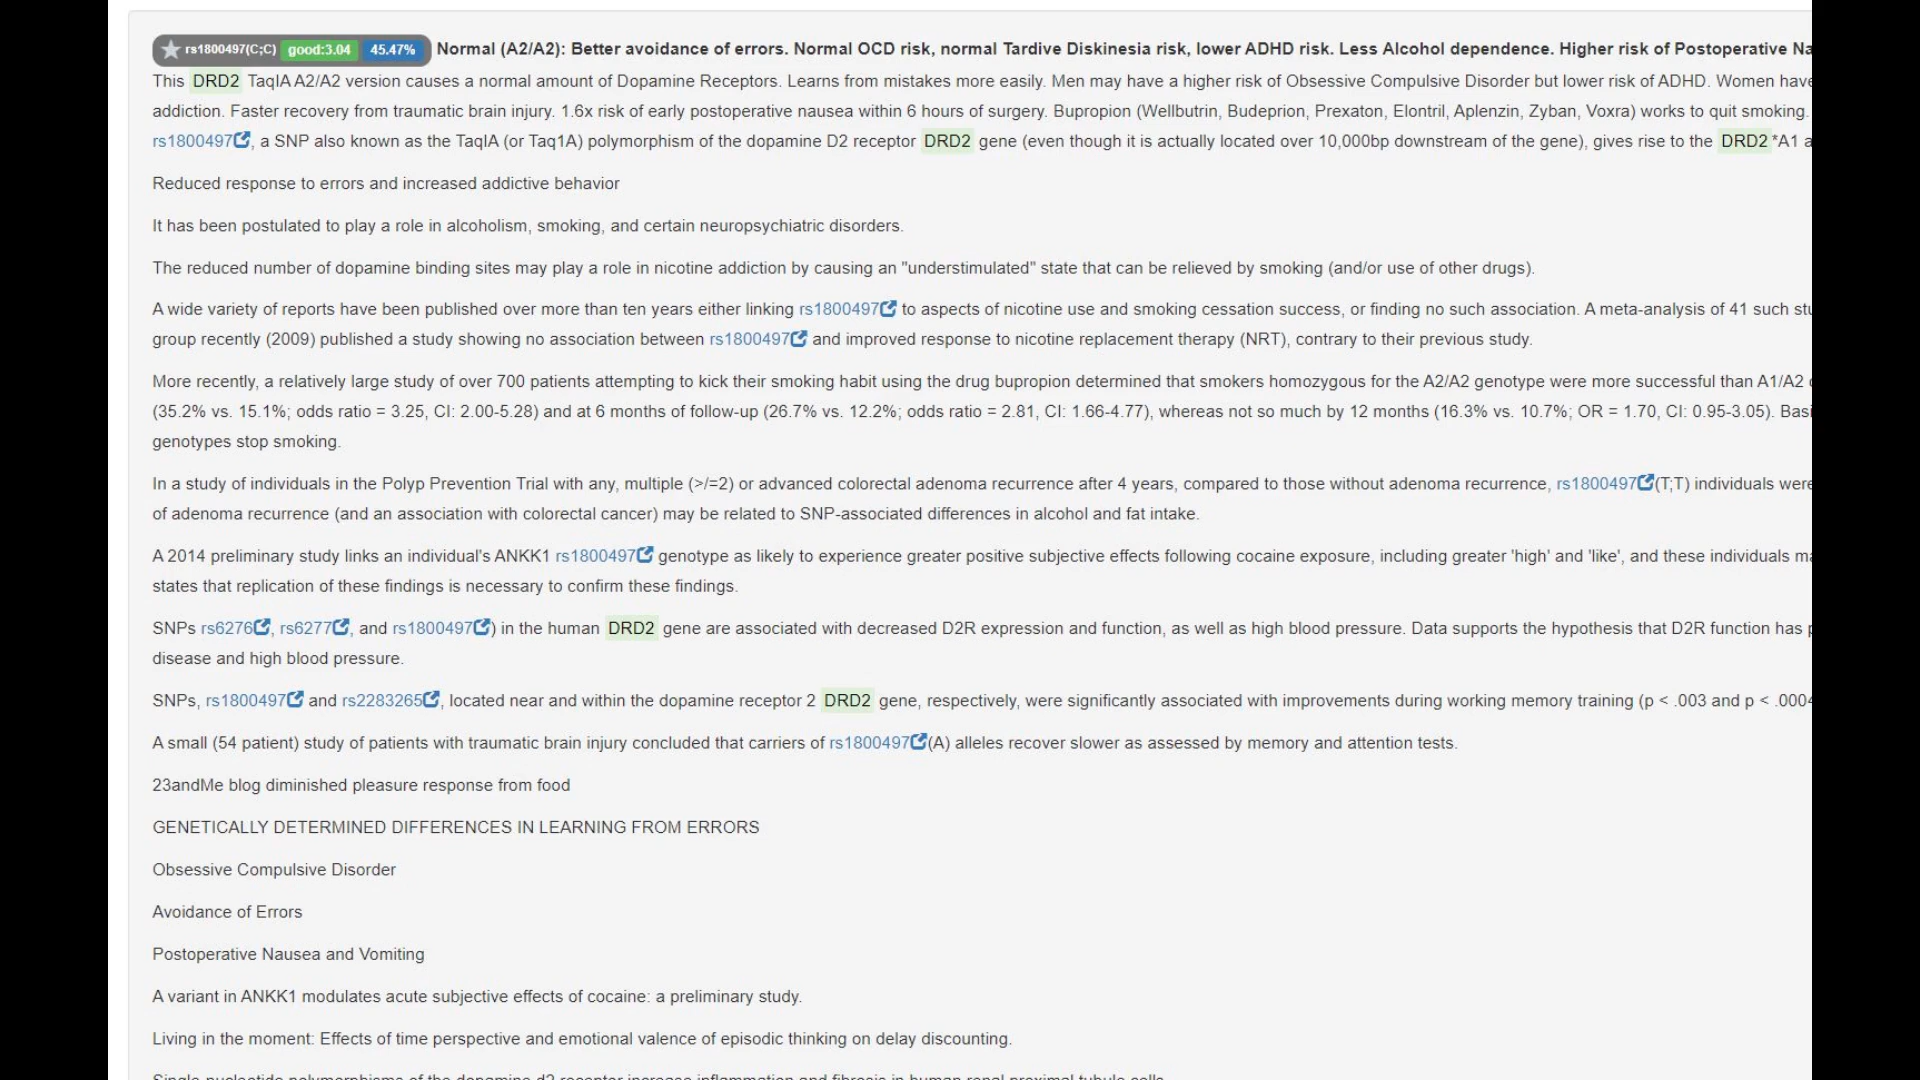 rs1800497(C;C) good:3.04 45.47% Normal (A2/A2): Better avoidance of errors. Normal OCD risk, normal Tardive Diskinesia risk, lower ADHD risk. Less Alcohol dependence. Higher risk of Postoperative Na
This DRD2 TaqIA A2/A2 version causes a normal amount of Dopamine Receptors. Learns from mistakes more easily. Men may have a higher risk of Obsessive Compulsive Disorder but lower risk of ADHD. Women have
addiction. Faster recovery from traumatic brain injury. 1.6x risk of early postoperative nausea within 6 hours of surgery. Bupropion (Wellbutrin, Budeprion, Prexaton, Elontril, Aplenzin, Zyban, Voxra) works to quit smoking.
rs1800497, a SNP also known as the TaqIA (or Taq1A) polymorphism of the dopamine D2 receptor DRD2 gene (even though it is actually located over 10,000bp downstream of the gene), gives rise to the DRD2 *A1 a
Reduced response to errors and increased addictive behavior
It has been postulated to play a role in alcoholism, smoking, and certain neuropsychiatric disorders.
The reduced number of dopamine binding sites may play a role in nicotine addiction by causing an "understimulated" state that can be relieved by smoking (and/or use of other drugs).
A wide variety of reports have been published over more than ten years either linking rs1800497 to aspects of nicotine use and smoking cessation success, or finding no such association. A meta-analysis of 41 such stu
group recently (2009) published a study showing no association between rs1800497 and improved response to nicotine replacement therapy (NRT), contrary to their previous study.
More recently, a relatively large study of over 700 patients attempting to kick their smoking habit using the drug bupropion determined that smokers homozygous for the A2/A2 genotype were more successful than A1/A2
(35.2% vs. 15.1%; odds ratio = 3.25, CI: 2.00-5.28) and at 6 months of follow-up (26.7% vs. 12.2%; odds ratio = 2.81, CI: 1.66-4.77), whereas not so much by 12 months (16.3% vs. 10.7%; OR = 1.70, CI: 0.95-3.05). Basi
genotypes stop smoking.
In a study of individuals in the Polyp Prevention Trial with any, multiple (>/=2) or advanced colorectal adenoma recurrence after 4 years, compared to those without adenoma recurrence, rs1800497(T;T) individuals were
of adenoma recurrence (and an association with colorectal cancer) may be related to SNP-associated differences in alcohol and fat intake.
A 2014 preliminary study links an individual's ANKK1 rs1800497 genotype as likely to experience greater positive subjective effects following cocaine exposure, including greater 'high' and 'like', and these individuals ma
states that replication of these findings is necessary to confirm these findings.
SNPs rs6276, rs6277, and rs1800497) in the human DRD2 gene are associated with decreased D2R expression and function, as well as high blood pressure. Data supports the hypothesis that D2R function has p
disease and high blood pressure.
SNPs, rs1800497 and rs2283265, located near and within the dopamine receptor 2 DRD2 gene, respectively, were significantly associated with improvements during working memory training (p < .003 and p < .0004
A small (54 patient) study of patients with traumatic brain injury concluded that carriers of rs1800497(A) alleles recover slower as assessed by memory and attention tests.
23andMe blog diminished pleasure response from food
GENETICALLY DETERMINED DIFFERENCES IN LEARNING FROM ERRORS
Obsessive Compulsive Disorder
Avoidance of Errors
Postoperative Nausea and Vomiting
A variant in ANKK1 modulates acute subjective effects of cocaine: a preliminary study.
Living in the moment: Effects of time perspective and emotional valence of episodic thinking on delay discounting.
Single nucleotide polymorphisms of the dopamine d2 receptor increase inflammation and fibrosis in human renal proximal tubule cells.